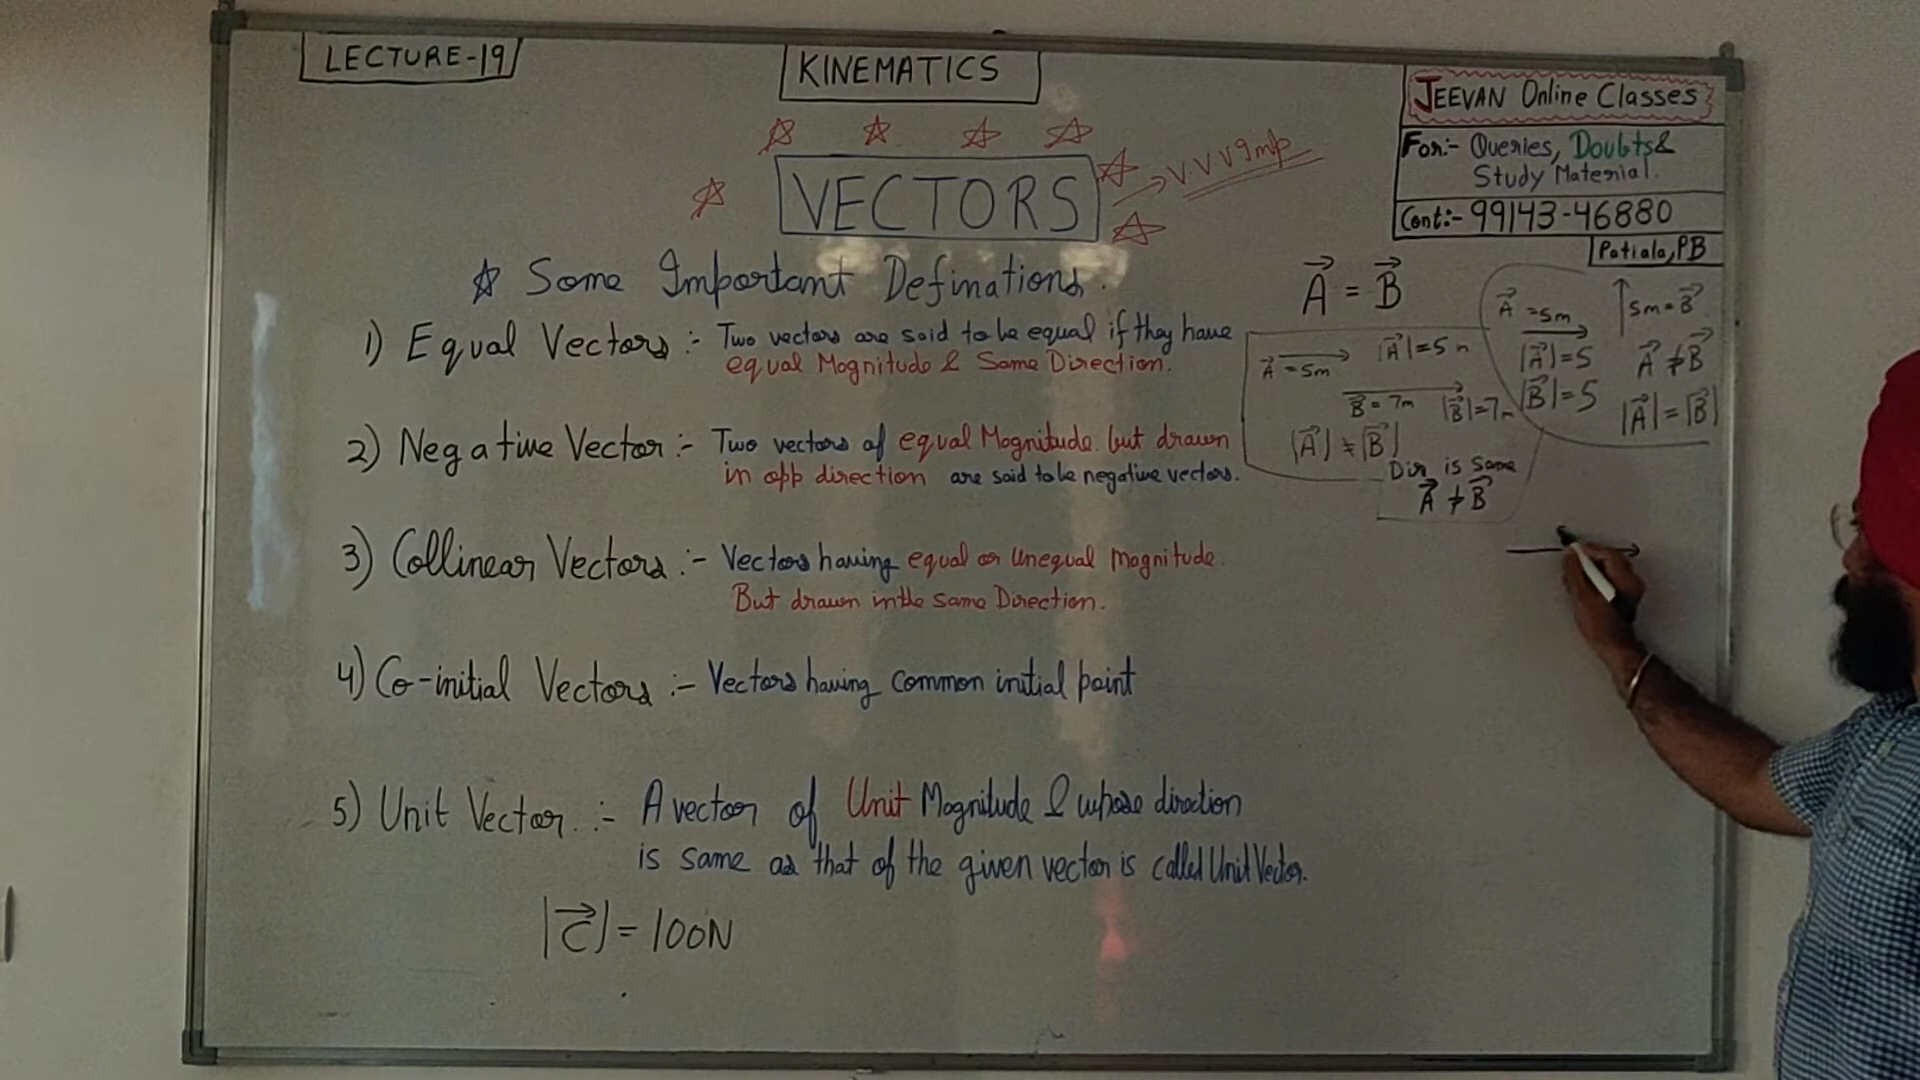 LECTURE-19
KINEMATICS
JEEVAN Online Classes
For:- Queries, Doubts &
Study Material.
Cont:- 99143-46880
Patiala, PB
VECTORS
V V V Imp
☆ Some Important Definations.
1) Equal Vectors :- Two vectors are said to be equal if they have
equal Magnitude & Same Direction.
2) Negative Vector :- Two vectors of equal Magnitude but drawn
in opp direction are said to be negative vectors.
3) Collinear Vectors :- Vectors having equal or Unequal Magnitude.
But drawn in the same Direction.
4) Co-initial Vectors :- Vectors having common initial point
5) Unit Vector :- A vector of Unit Magnitude & whose direction
is same as that of the given vector is called Unit Vector.
|C⃗| = 100N
A⃗ = B⃗
A⃗ = 5m
|A⃗| = 5m
B⃗ = 7m
|B⃗| = 7m
|A⃗| ≠ |B⃗|
Dir is Same
A⃗ ≠ B⃗
A⃗ = 5m
5m = B⃗
|A⃗| = 5
A⃗ ≠ B⃗
|B⃗| = 5
|A⃗| = |B⃗|